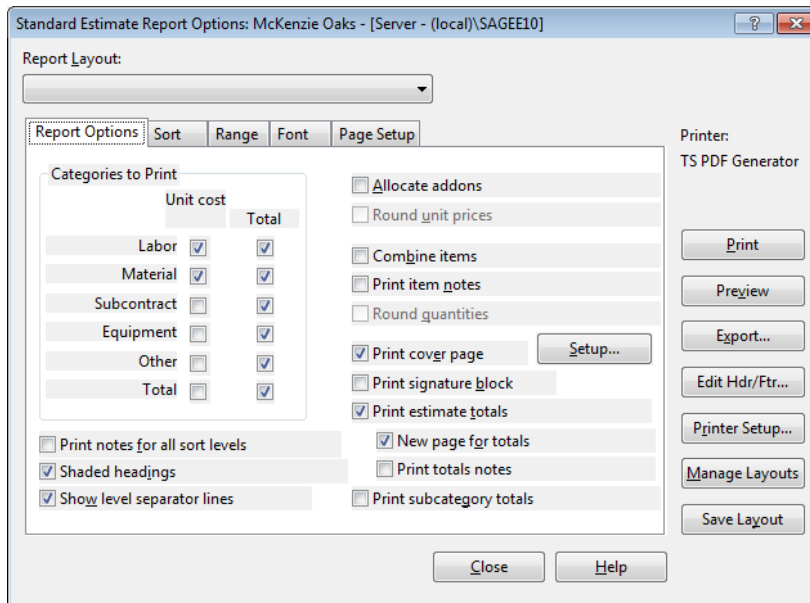 Standard Estimate Report Options: McKenzie Oaks - [Server - (local)\SAGEE10]
Report Layout:
Report Options Sort Range Font Page Setup
Printer:
TS PDF Generator
Categories to Print
Unit cost
Total
Labor
Material
Subcontract
Equipment
Other
Total
Print notes for all sort levels
Shaded headings
Show level separator lines
Allocate addons
Round unit prices
Combine items
Print item notes
Round quantities
Print cover page
Setup...
Print signature block
Print estimate totals
New page for totals
Print totals notes
Print subcategory totals
Print
Preview
Export...
Edit Hdr/Ftr...
Printer Setup...
Manage Layouts
Save Layout
Close
Help